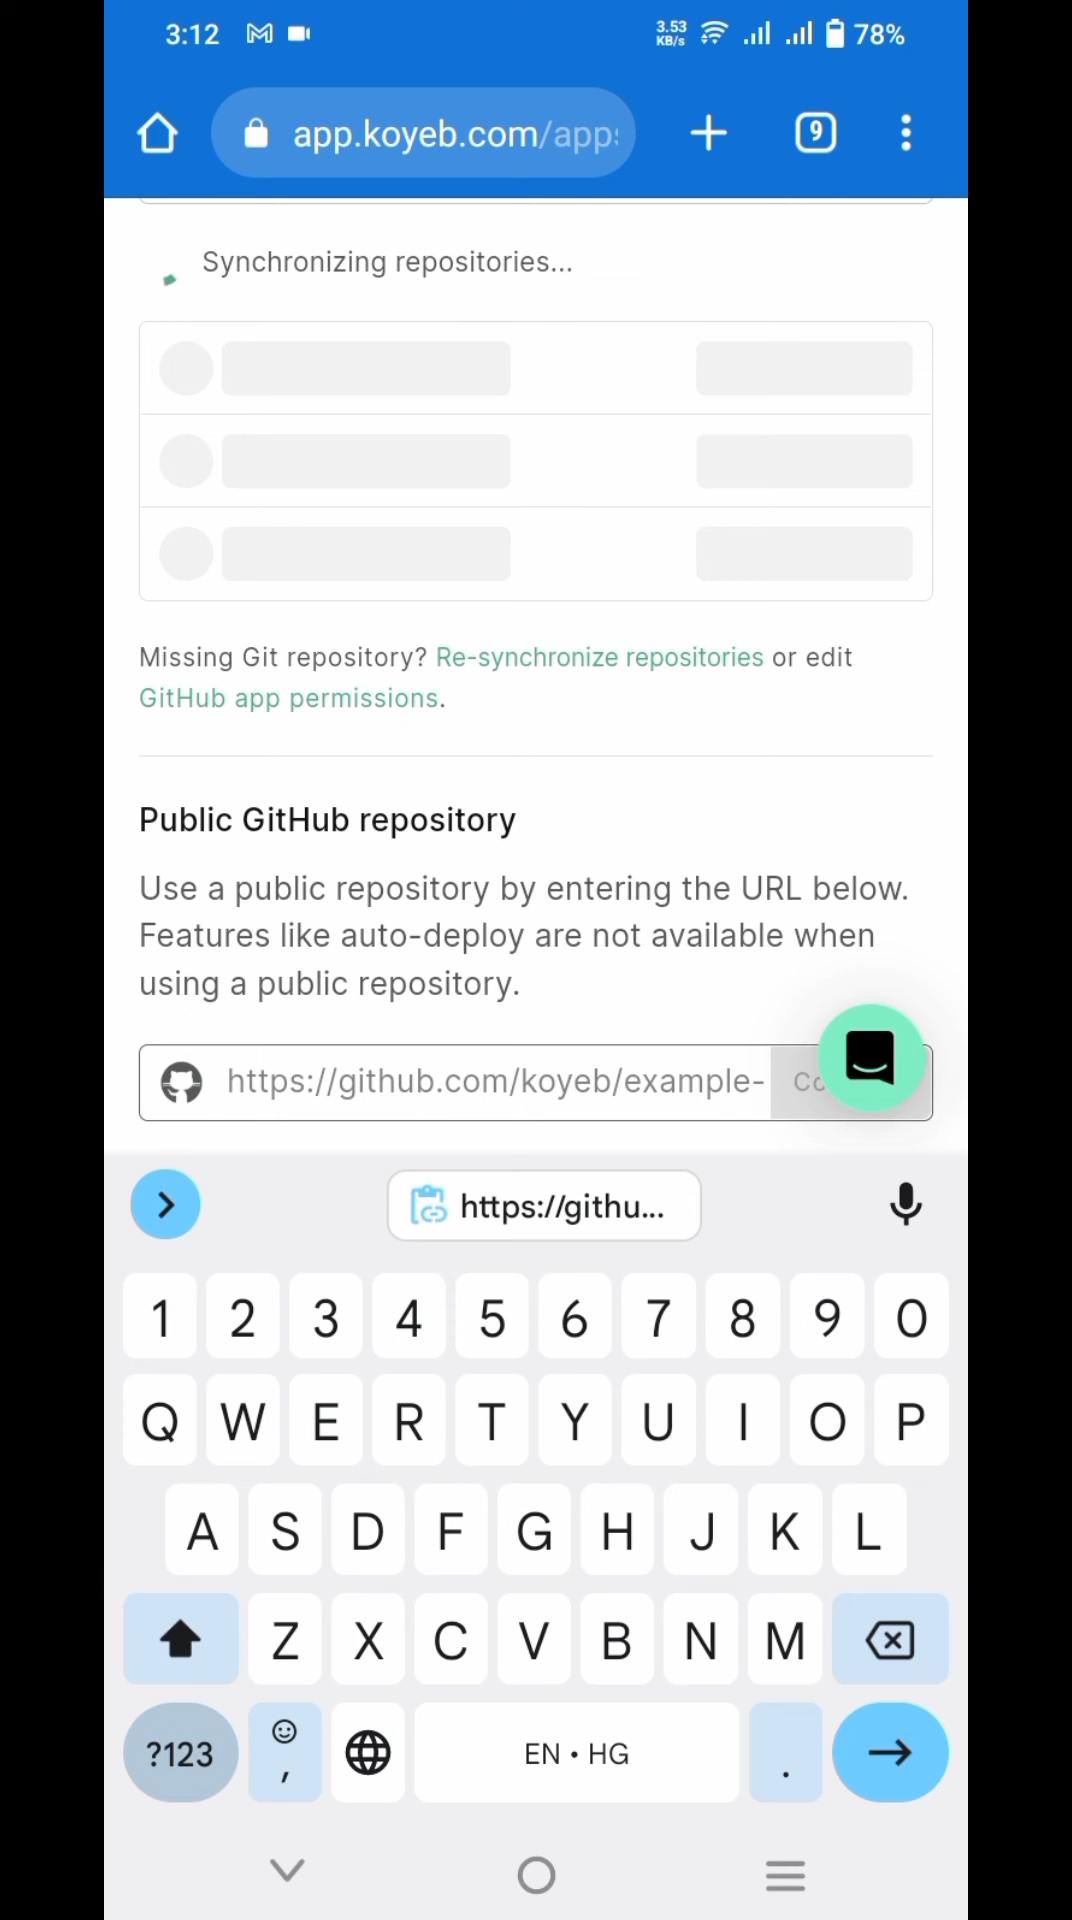 3:12 3.53 KB/s 78%
app.koyeb.com/apps 9
Synchronizing repositories...
Missing Git repository? Re-synchronize repositories or edit
GitHub app permissions.
Public GitHub repository
Use a public repository by entering the URL below.
Features like auto-deploy are not available when
using a public repository.
https://github.com/koyeb/example-
https://githu...
1 2 3 4 5 6 7 8 9 0
Q W E R T Y U I O P
A S D F G H J K L
Z X C V B N M
?123 , EN • HG .